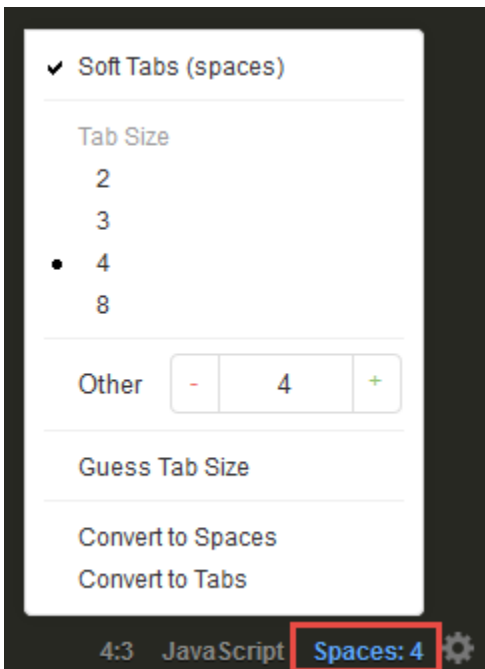 Soft Tabs (spaces)
Tab Size
2
3
4
8
Other - 4 +
Guess Tab Size
Convert to Spaces
Convert to Tabs
4:3 JavaScript Spaces: 4